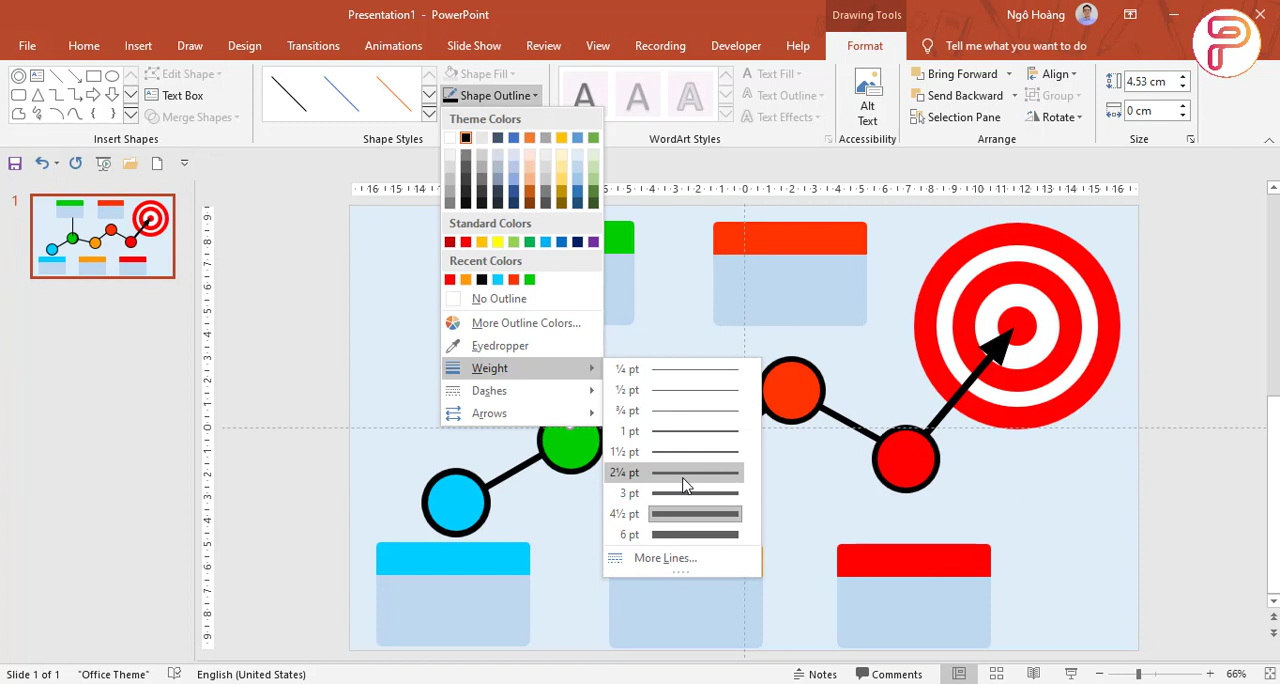 Presentation1 - PowerPoint
Drawing Tools
Ngô Hoàng
File
Home
Insert
Draw
Design
Transitions
Animations
Slide Show
Review
View
Recording
Developer
Help
Format
Tell me what you want to do
Edit Shape
Text Box
Merge Shapes
Insert Shapes
Shape Fill
Shape Outline
Shape Styles
A A A
Text Fill
Text Outline
Text Effects
WordArt Styles
Alt
Text
Accessibility
Bring Forward
Send Backward
Selection Pane
Align
Group
Rotate
Arrange
4.53 cm
0 cm
Size
Theme Colors
Standard Colors
Recent Colors
No Outline
More Outline Colors...
Eyedropper
Weight
Dashes
Arrows
¼ pt
½ pt
¾ pt
1 pt
1½ pt
2¼ pt
3 pt
4½ pt
6 pt
More Lines...
1
Slide 1 of 1
"Office Theme"
English (United States)
Notes
Comments
66%